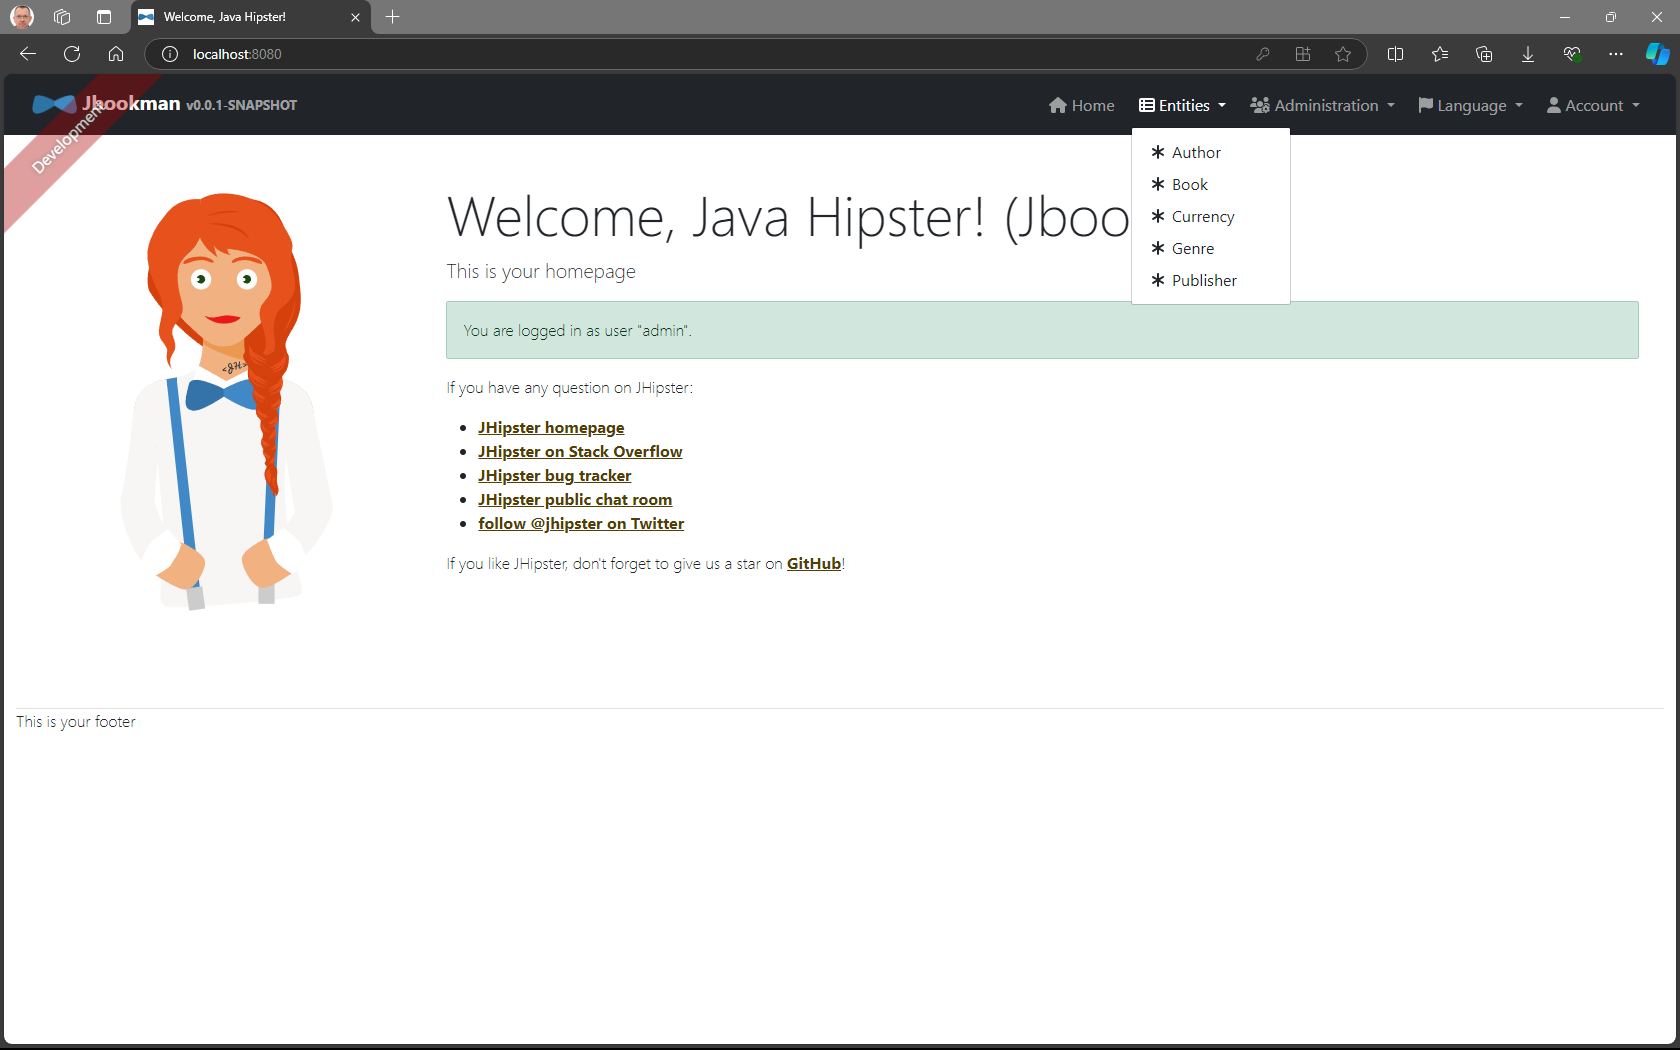 Welcome, Java Hipster!
localhost:8080
Development
Jbookman v0.0.1-SNAPSHOT
Home
Entities
Administration
Language
Account
Author
Book
Currency
Genre
Publisher
Welcome, Java Hipster! (Jboo
This is your homepage
You are logged in as user "admin".
<JH>
If you have any question on JHipster:
JHipster homepage
JHipster on Stack Overflow
JHipster bug tracker
JHipster public chat room
follow @jhipster on Twitter
If you like JHipster, don't forget to give us a star on GitHub!
This is your footer